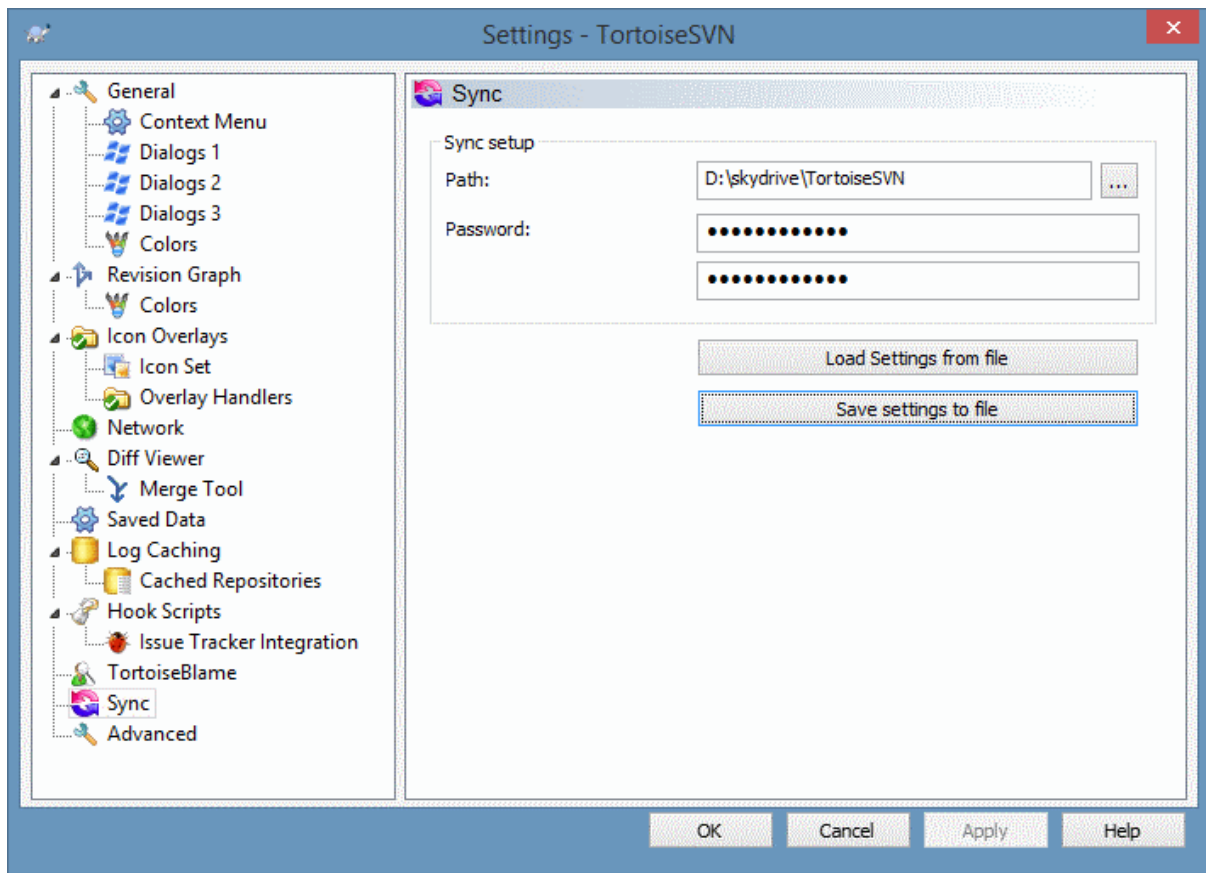 Settings - TortoiseSVN
General
Context Menu
Dialogs 1
Dialogs 2
Dialogs 3
Colors
Revision Graph
Colors
Icon Overlays
Icon Set
Overlay Handlers
Network
Diff Viewer
Merge Tool
Saved Data
Log Caching
Cached Repositories
Hook Scripts
Issue Tracker Integration
TortoiseBlame
Sync
Advanced
Sync
Sync setup
Path: D:\skydrive\TortoiseSVN ...
Password: ●●●●●●●●●●●●
●●●●●●●●●●●●
Load Settings from file
Save settings to file
OK Cancel Apply Help